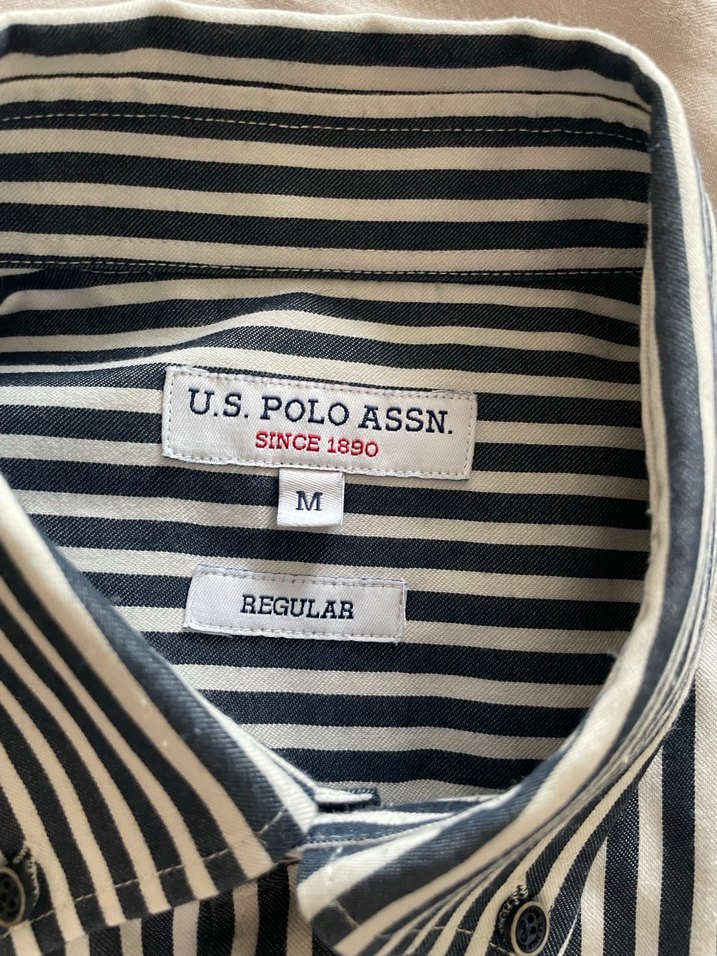 U.S. POLO ASSN.
SINCE 1890
M
REGULAR